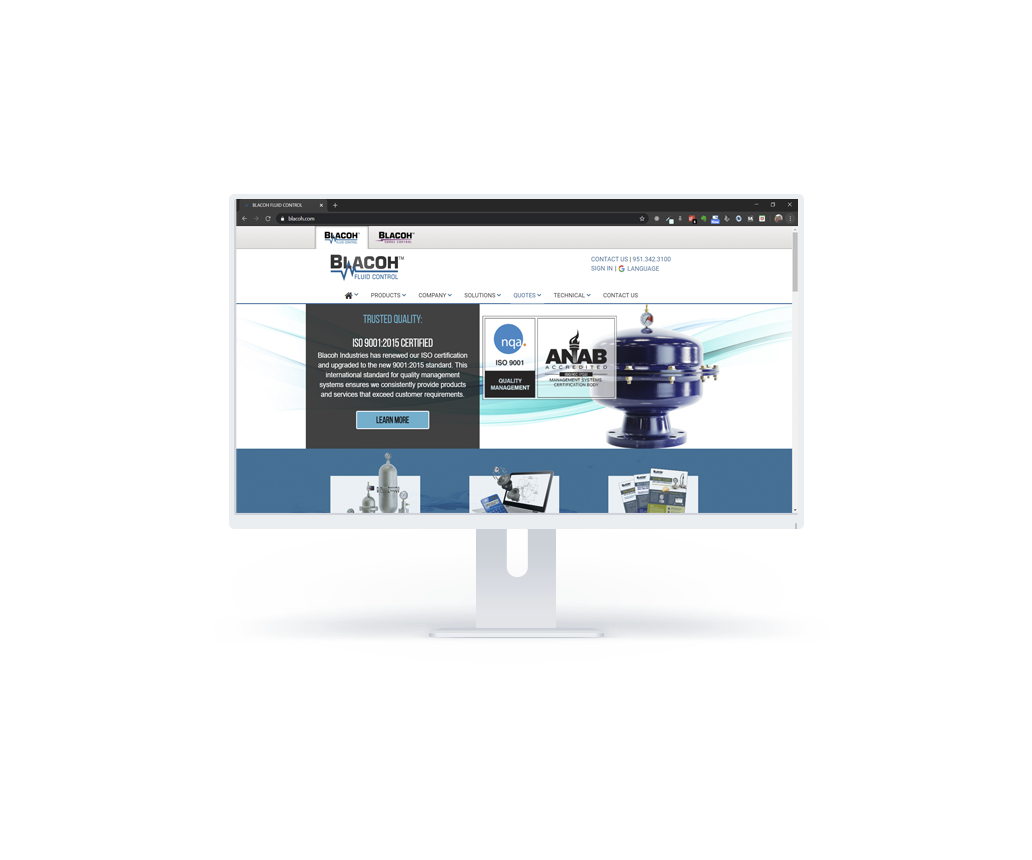 BLACOH FLUID CONTROL
blacoh.com
BLACOH™
FLUID CONTROL
BLACOH™
SURGE CONTROL
BLACOH™
FLUID CONTROL
CONTACT US | 951.342.3100
SIGN IN | G LANGUAGE
PRODUCTS COMPANY SOLUTIONS QUOTES TECHNICAL CONTACT US
TRUSTED QUALITY:
ISO 9001:2015 CERTIFIED
Blacoh Industries has renewed our ISO certification
and upgraded to the new 9001:2015 standard. This
international standard for quality management
systems ensures we consistently provide products
and services that exceed customer requirements.
LEARN MORE
nqa.
ISO 9001
QUALITY
MANAGEMENT
ANAB
ACCREDITED
MANAGEMENT SYSTEMS
CERTIFICATION BODY